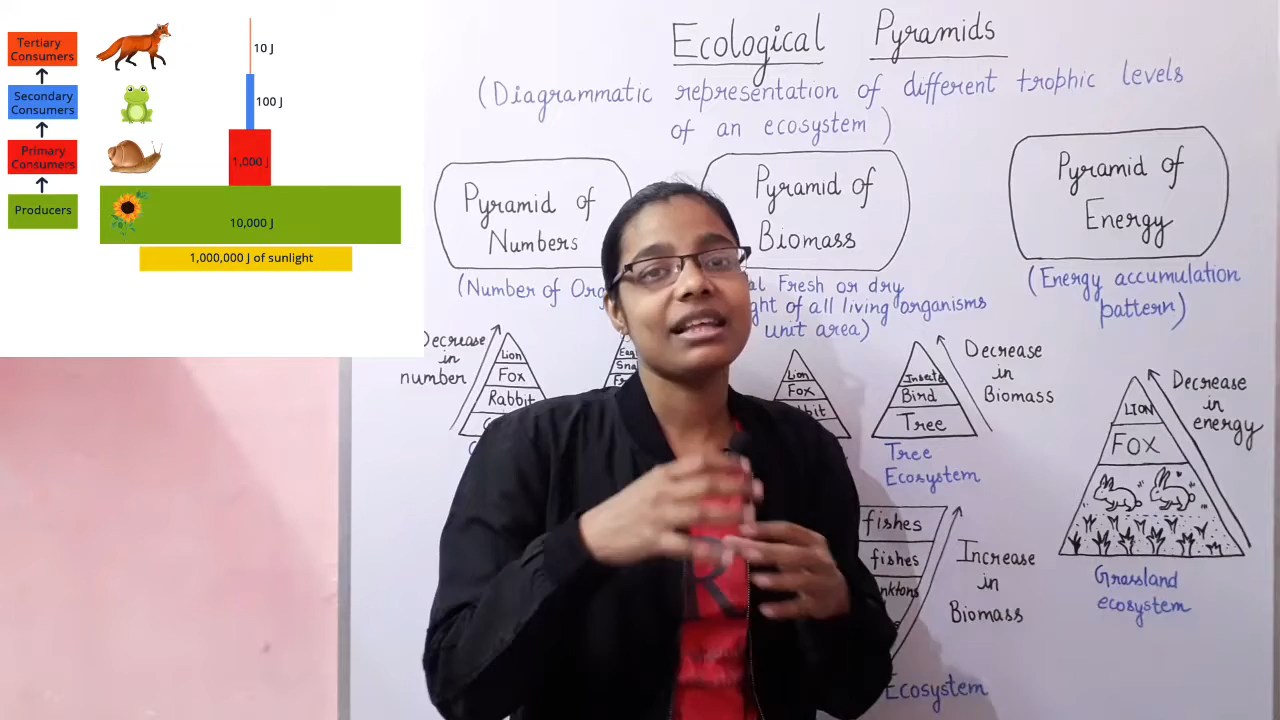 Tertiary
Consumers
10 J
Secondary
Consumers
100 J
Primary
Consumers
1,000 J
Producers
10,000 J
1,000,000 J of sunlight
Ecological Pyramids
(Diagrammatic representation of different trophic levels
of an ecosystem)
Pyramid of
Numbers
(Number of
Decrease
in
number
Lion
Fox
Rabbit
Pyramid of
Biomass
Fresh or dry
of all living organisms
unit area)
Lion
Fox
Insects
Bird
Tree
Decrease
in
Biomass
Tree
Ecosystem
fishes
fishes
Increase
in
Biomass
Ecosystem
Pyramid of
Energy
(Energy accumulation
pattern)
Decrease
in
energy
LION
FOX
Grassland
ecosystem